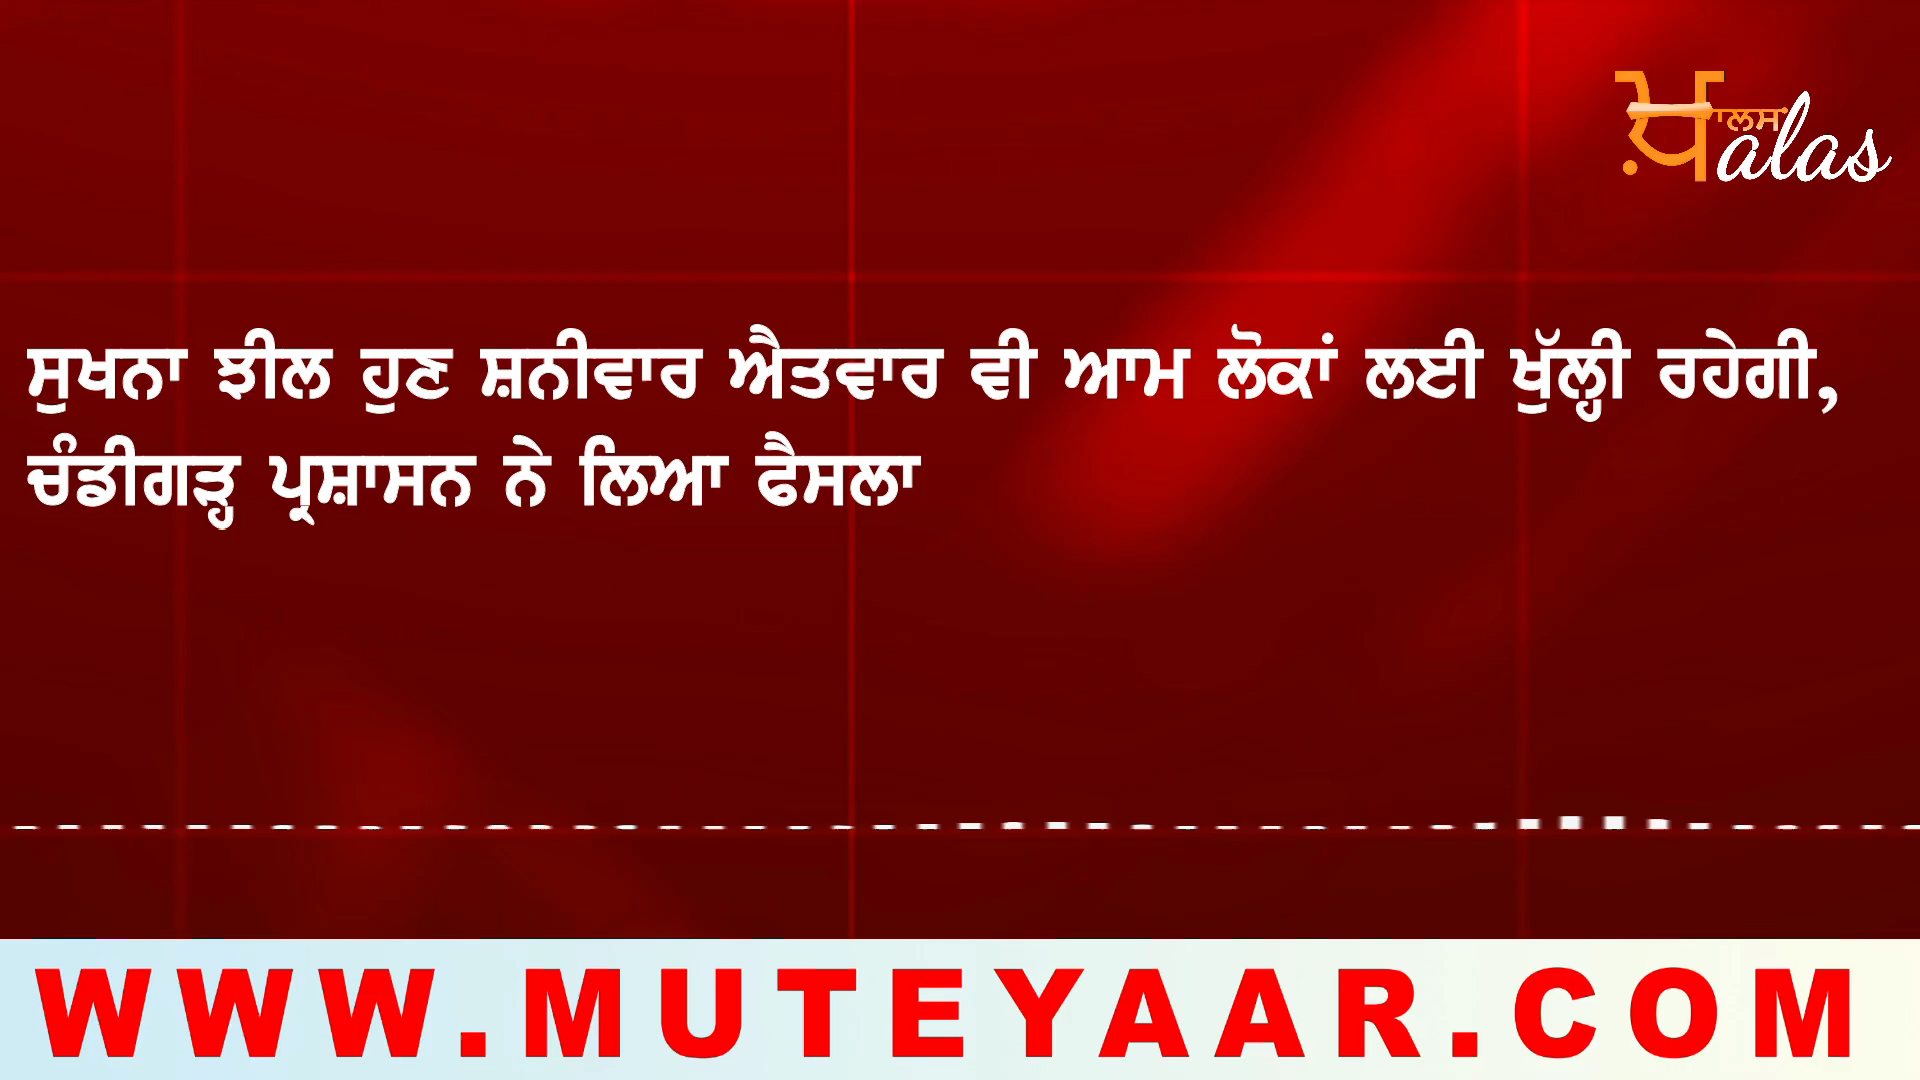 ਖ਼ਾਲਸ alas
ਸੁਖਨਾ ਝੀਲ ਹੁਣ ਸ਼ਨੀਵਾਰ ਐਤਵਾਰ ਵੀ ਆਮ ਲੋਕਾਂ ਲਈ ਖੁੱਲ੍ਹੀ ਰਹੇਗੀ,
ਚੰਡੀਗੜ੍ਹ ਪ੍ਰਸ਼ਾਸਨ ਨੇ ਲਿਆ ਫੈਸਲਾ
WWW.MUTEYAAR.COM